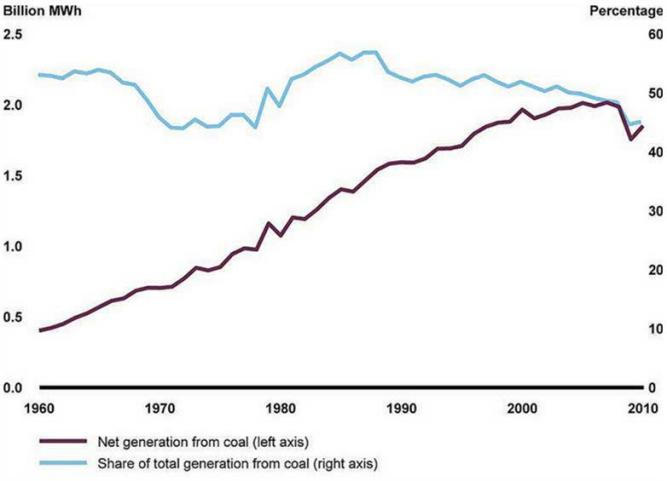 Billion MWh Percentage
2.5 60
50
2.0
40
1.5
30
1.0
20
0.5
10
0.0 0
1960 1970 1980 1990 2000 2010
Net generation from coal (left axis)
Share of total generation from coal (right axis)